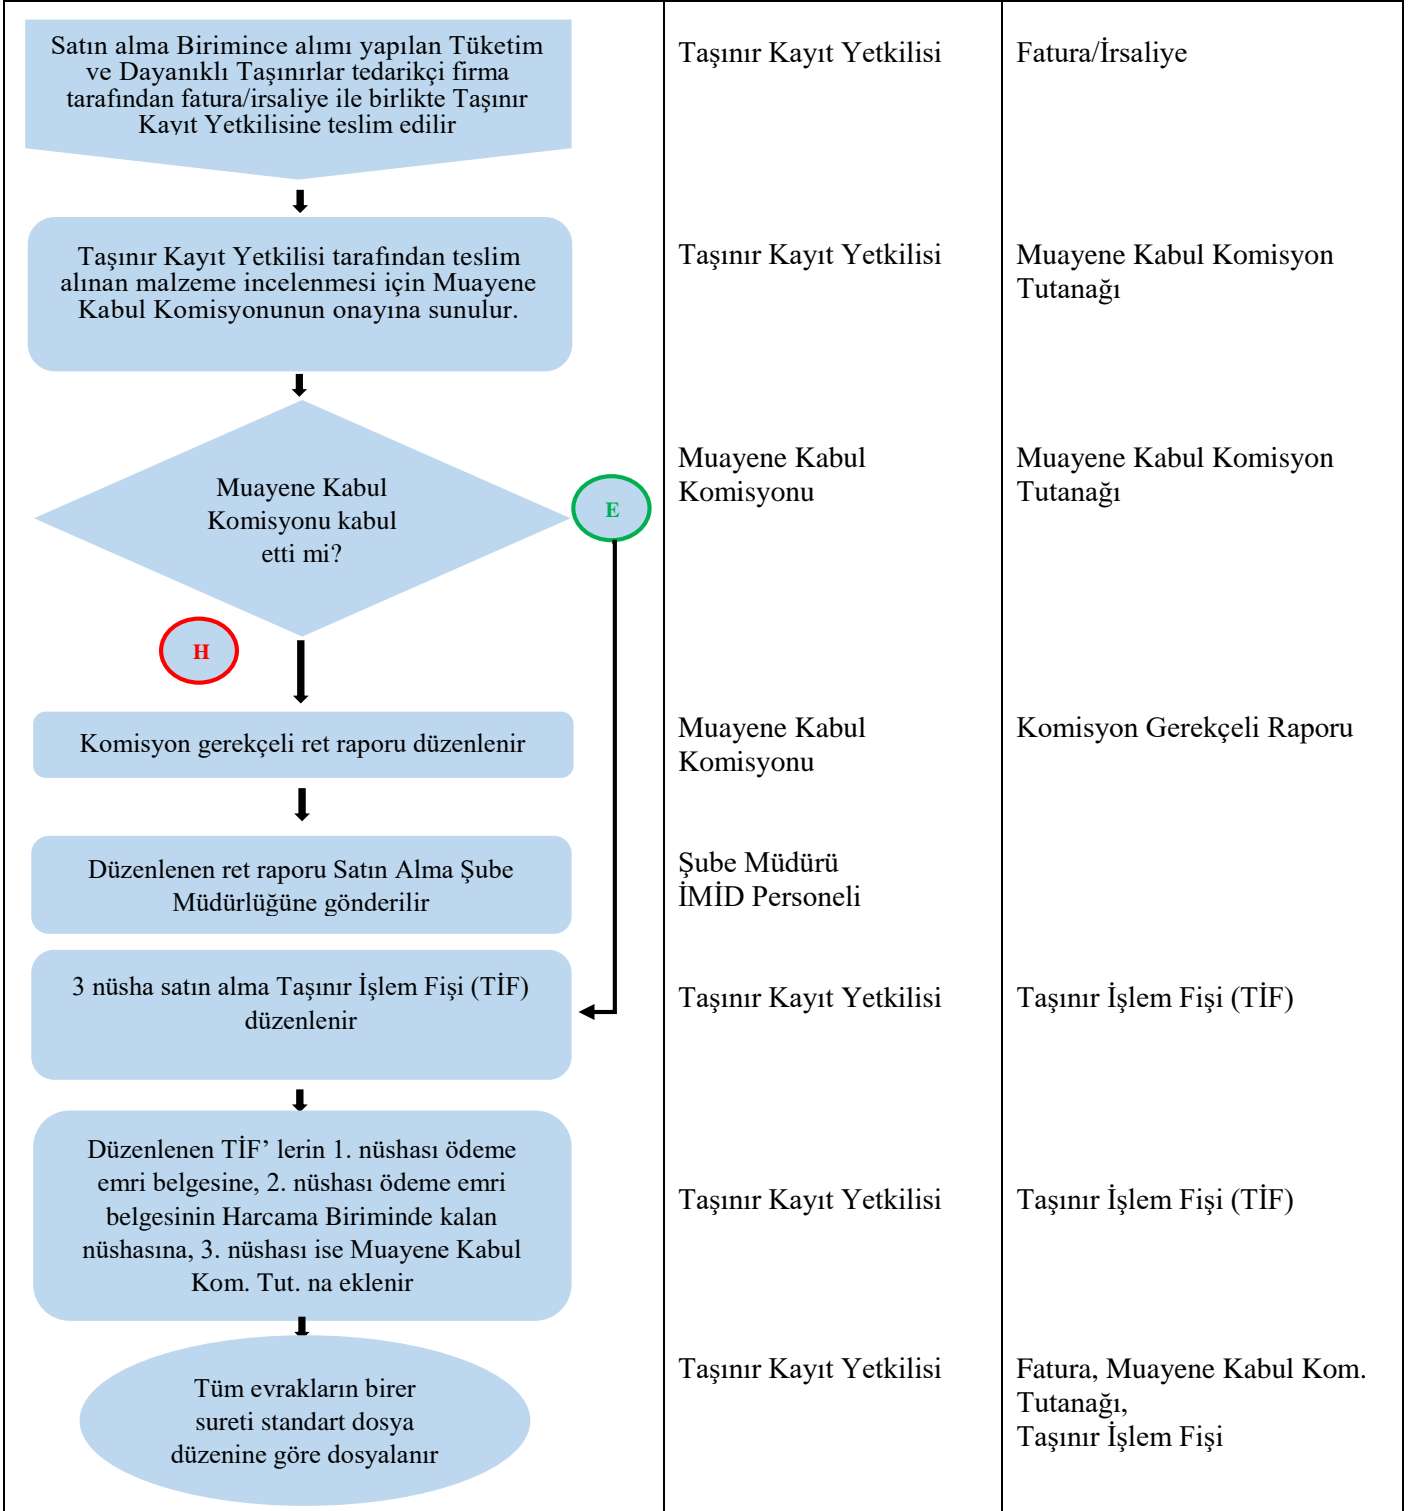 Satın alma Birimince alımı yapılan Tüketim
ve Dayanıklı Taşınırlar tedarikçi firma
tarafından fatura/irsaliye ile birlikte Taşınır
Kayıt Yetkilisine teslim edilir
Taşınır Kayıt Yetkilisi
Fatura/İrsaliye
Taşınır Kayıt Yetkilisi tarafından teslim
alınan malzeme incelenmesi için Muayene
Kabul Komisyonunun onayına sunulur.
Taşınır Kayıt Yetkilisi
Muayene Kabul Komisyon
Tutanağı
Muayene Kabul
Komisyonu kabul
etti mi?
E
H
Muayene Kabul
Komisyonu
Muayene Kabul Komisyon
Tutanağı
Komisyon gerekçeli ret raporu düzenlenir
Muayene Kabul
Komisyonu
Komisyon Gerekçeli Raporu
Düzenlenen ret raporu Satın Alma Şube
Müdürlüğüne gönderilir
Şube Müdürü
İMİD Personeli
3 nüsha satın alma Taşınır İşlem Fişi (TİF)
düzenlenir
Taşınır Kayıt Yetkilisi
Taşınır İşlem Fişi (TİF)
Düzenlenen TİF’ lerin 1. nüshası ödeme
emri belgesine, 2. nüshası ödeme emri
belgesinin Harcama Biriminde kalan
nüshasına, 3. nüshası ise Muayene Kabul
Kom. Tut. na eklenir
Taşınır Kayıt Yetkilisi
Taşınır İşlem Fişi (TİF)
Tüm evrakların birer
sureti standart dosya
düzenine göre dosyalanır
Taşınır Kayıt Yetkilisi
Fatura, Muayene Kabul Kom.
Tutanağı,
Taşınır İşlem Fişi